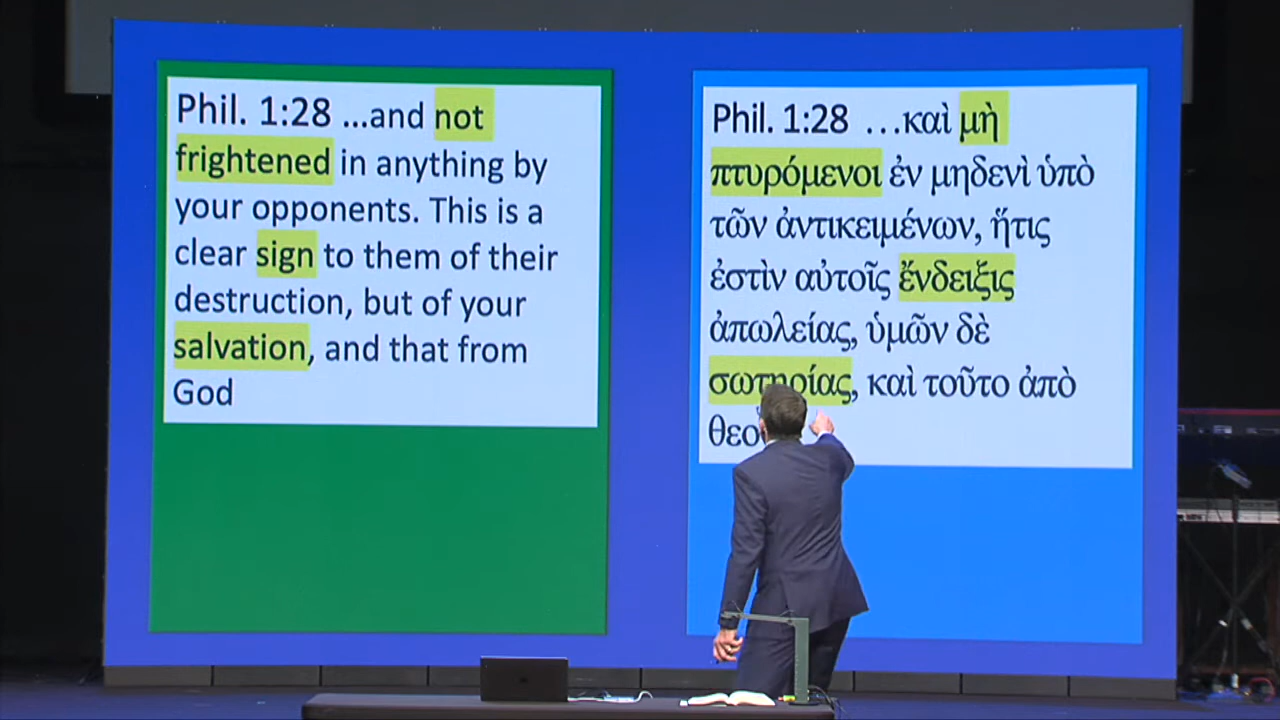 Phil. 1:28 ...and not
frightened in anything by
your opponents. This is a
clear sign to them of their
destruction, but of your
salvation, and that from
God
Phil. 1:28 ...καὶ μὴ
πτυρόμενοι ἐν μηδενὶ ὑπὸ
τῶν ἀντικειμένων, ἥτις
ἐστὶν αὐτοῖς ἔνδειξις
ἀπωλείας, ὑμῶν δὲ
σωτηρίας, καὶ τοῦτο ἀπὸ